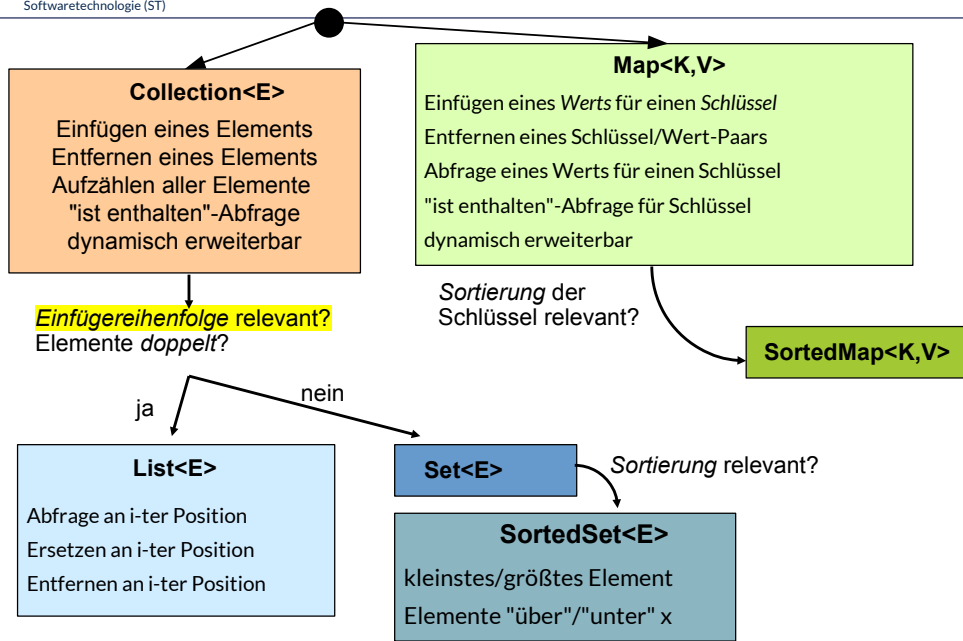 Softwaretechnologie (ST)
Collection<E>
Einfügen eines Elements
Entfernen eines Elements
Aufzählen aller Elemente
"ist enthalten"-Abfrage
dynamisch erweiterbar
Map<K,V>
Einfügen eines Werts für einen Schlüssel
Entfernen eines Schlüssel/Wert-Paars
Abfrage eines Werts für einen Schlüssel
"ist enthalten"-Abfrage für Schlüssel
dynamisch erweiterbar
Einfügereihenfolge relevant?
Elemente doppelt?
Sortierung der
Schlüssel relevant?
SortedMap<K,V>
ja
nein
List<E>
Abfrage an i-ter Position
Ersetzen an i-ter Position
Entfernen an i-ter Position
Set<E>
Sortierung relevant?
SortedSet<E>
kleinstes/größtes Element
Elemente "über"/"unter" x